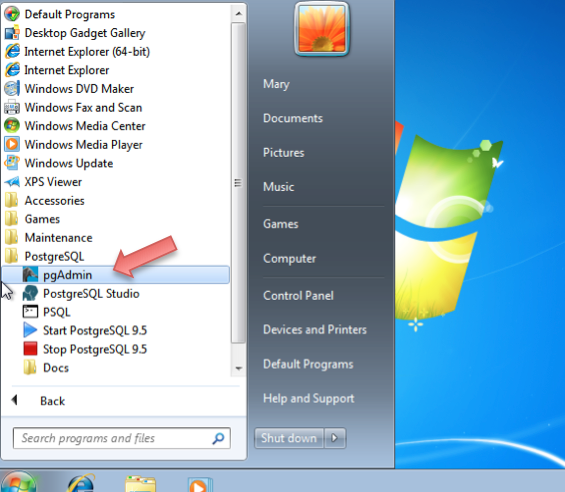 Default Programs
Desktop Gadget Gallery
Internet Explorer (64-bit)
Internet Explorer
Windows DVD Maker
Windows Fax and Scan
Windows Media Center
Windows Media Player
Windows Update
XPS Viewer
Accessories
Games
Maintenance
PostgreSQL
pgAdmin
PostgreSQL Studio
PSQL
Start PostgreSQL 9.5
Stop PostgreSQL 9.5
Docs
Back
Search programs and files
Mary
Documents
Pictures
Music
Games
Computer
Control Panel
Devices and Printers
Default Programs
Help and Support
Shut down